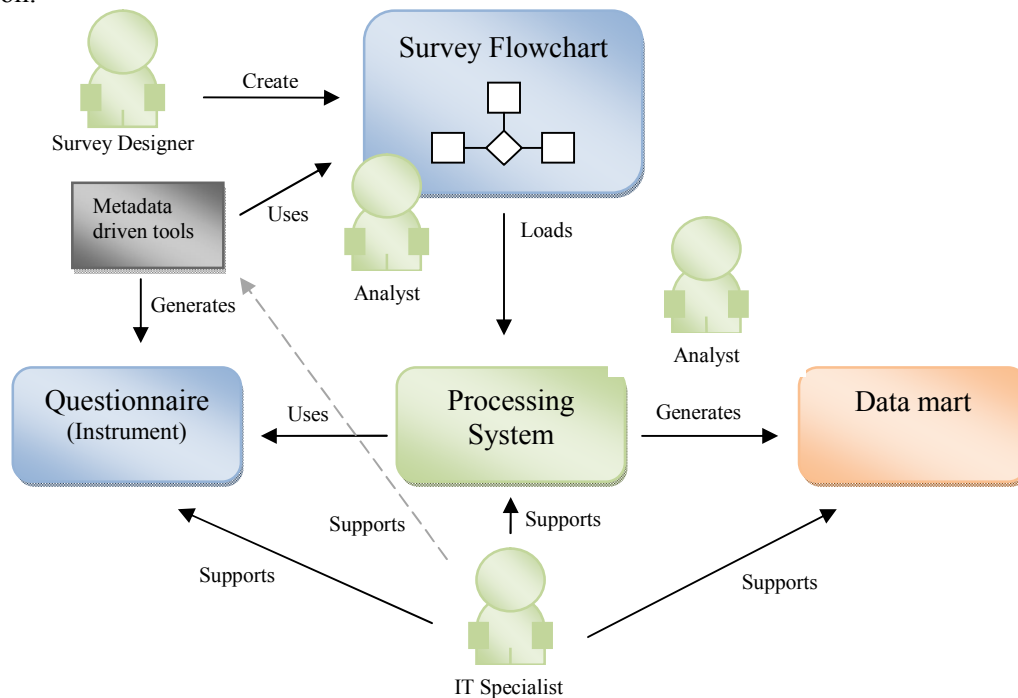 on.
Survey Flowchart
Create
Survey Designer
Metadata
driven tools
Uses
Loads
Analyst
Generates
Analyst
Questionnaire
(Instrument)
Uses
Processing
System
Generates
Data mart
Supports
Supports
Supports
Supports
IT Specialist